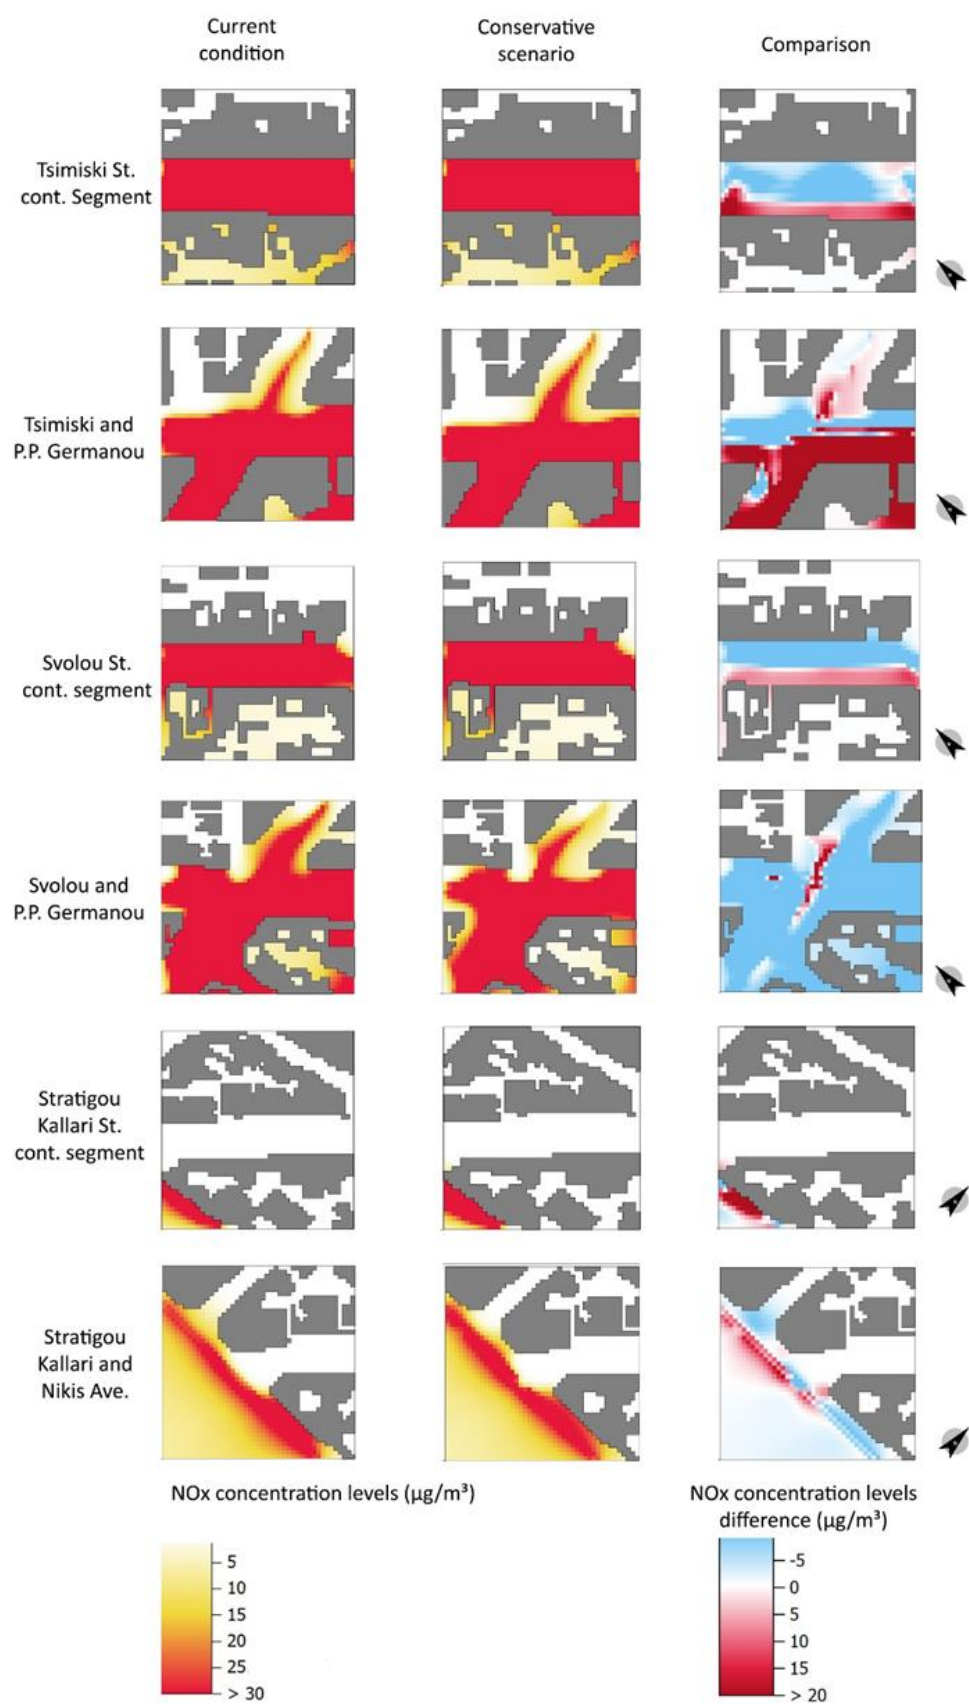 Current
condition
Conservative
scenario
Comparison
Tsimiski St.
cont. Segment
Tsimiski and
P.P. Germanou
Svolou St.
cont. segment
Svolou and
P.P. Germanou
Stratigou
Kallari St.
cont. segment
Stratigou
Kallari and
Nikis Ave.
NOx concentration levels (µg/m³)
5
10
15
20
25
> 30
NOx concentration levels
difference (µg/m³)
-5
0
5
10
15
> 20